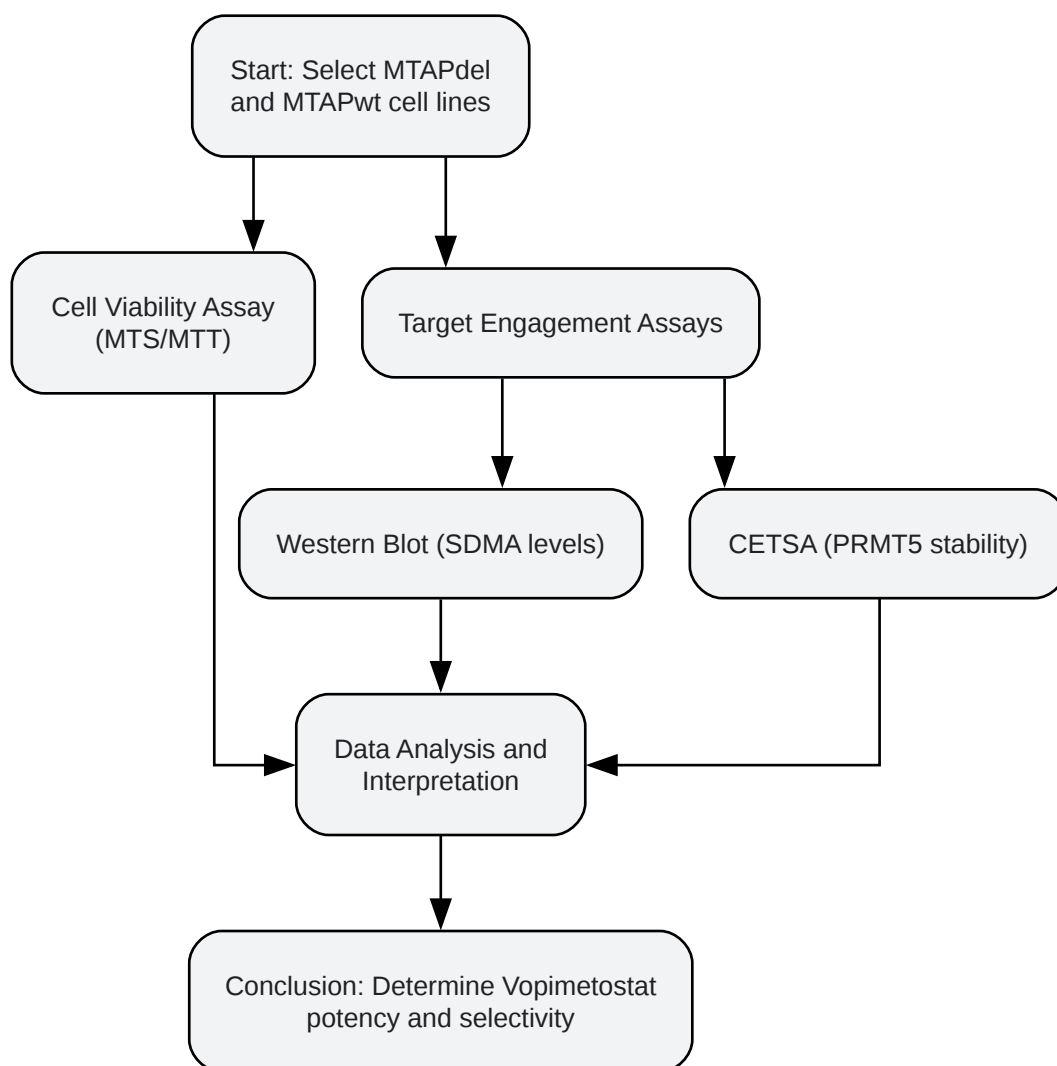 Start: Select MTAPdel
and MTAPwt cell lines
Cell Viability Assay
(MTS/MTT)
Target Engagement Assays
Western Blot (SDMA levels)
CETSA (PRMT5 stability)
Data Analysis and
Interpretation
Conclusion: Determine Vopimetostat
potency and selectivity